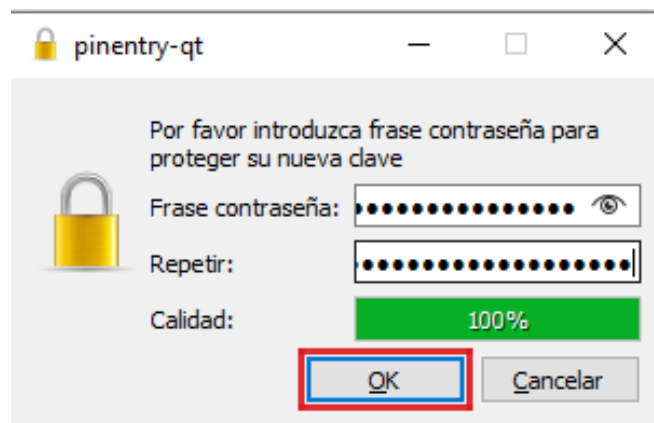 pinentry-qt
Por favor introduzca frase contraseña para
proteger su nueva clave
Frase contraseña:
Repetir:
Calidad: 100%
OK Cancelar